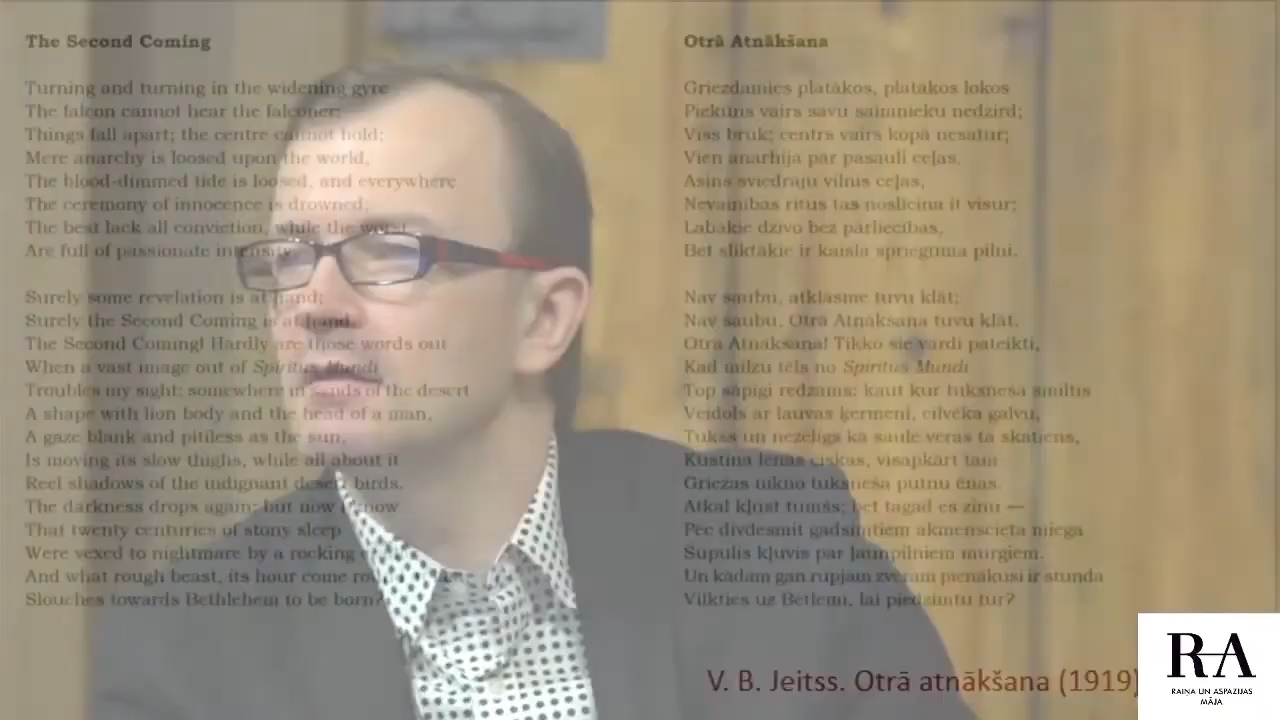 The Second Coming
Turning and turning in the widening gyre
The falcon cannot hear the falconer;
Things fall apart; the centre cannot hold;
Mere anarchy is loosed upon the world,
The blood-dimmed tide is loosed, and everywhere
The ceremony of innocence is drowned;
The best lack all conviction, while the worst
Are full of passionate intensity.
Surely some revelation is at hand;
Surely the Second Coming is at hand.
The Second Coming! Hardly are those words out
When a vast image out of Spiritus Mundi
Troubles my sight: somewhere in sands of the desert
A shape with lion body and the head of a man,
A gaze blank and pitiless as the sun,
Is moving its slow thighs, while all about it
Reel shadows of the indignant desert birds.
The darkness drops again; but now I know
That twenty centuries of stony sleep
Were vexed to nightmare by a rocking
And what rough beast, its hour come
Slouches towards Bethlehem to be born?
Otrā Atnākšana
Griezdamies platākos, platākos lokos
Piekūns vairs savu saimnieku nedzird;
Viss brūk; centrs vairs kopā nesatur;
Vien anarhija pār pasauli ceļas,
Asins sviedrāju vilnis ceļas,
Nevainības rītus tas noslīcina it visur;
Labākie dzīvo bez pārliecības,
Bet sliktākie ir kaisla sprieguma pilni.
Nav šaubu, atklāsme tuvu klāt;
Nav šaubu, Otrā Atnākšana tuvu klāt.
Otrā Atnākšana! Tikko šie vārdi pateikti,
Kad milzu tēls no Spiritus Mundi
Top sāpīgi redzams: kaut kur tuksneša smiltīs
Veidols ar lauvas ķermeni, cilvēka galvu,
Tukšs un nežēlīgs kā saule veras tā skatiens,
Kustina lēnās ciskas, visapkārt tam
Griežas īkno tuksneša putnu ēnas.
Atkal kļūst tumšs; bet tagad es zinu —
Pēc divdesmit gadsimtiem akmenscieta miega
Šūpulis kļuvis par ļaunpilniem murgiem.
Un kādam gan rupjam zvēram pienākusi ir stunda
Vilkties uz Betlēmi, lai piedzimtu tur?
V. B. Jeitss. Otrā atnākšana (1919)
RA
RAIŅA UN ASPAZIJAS
MĀJA